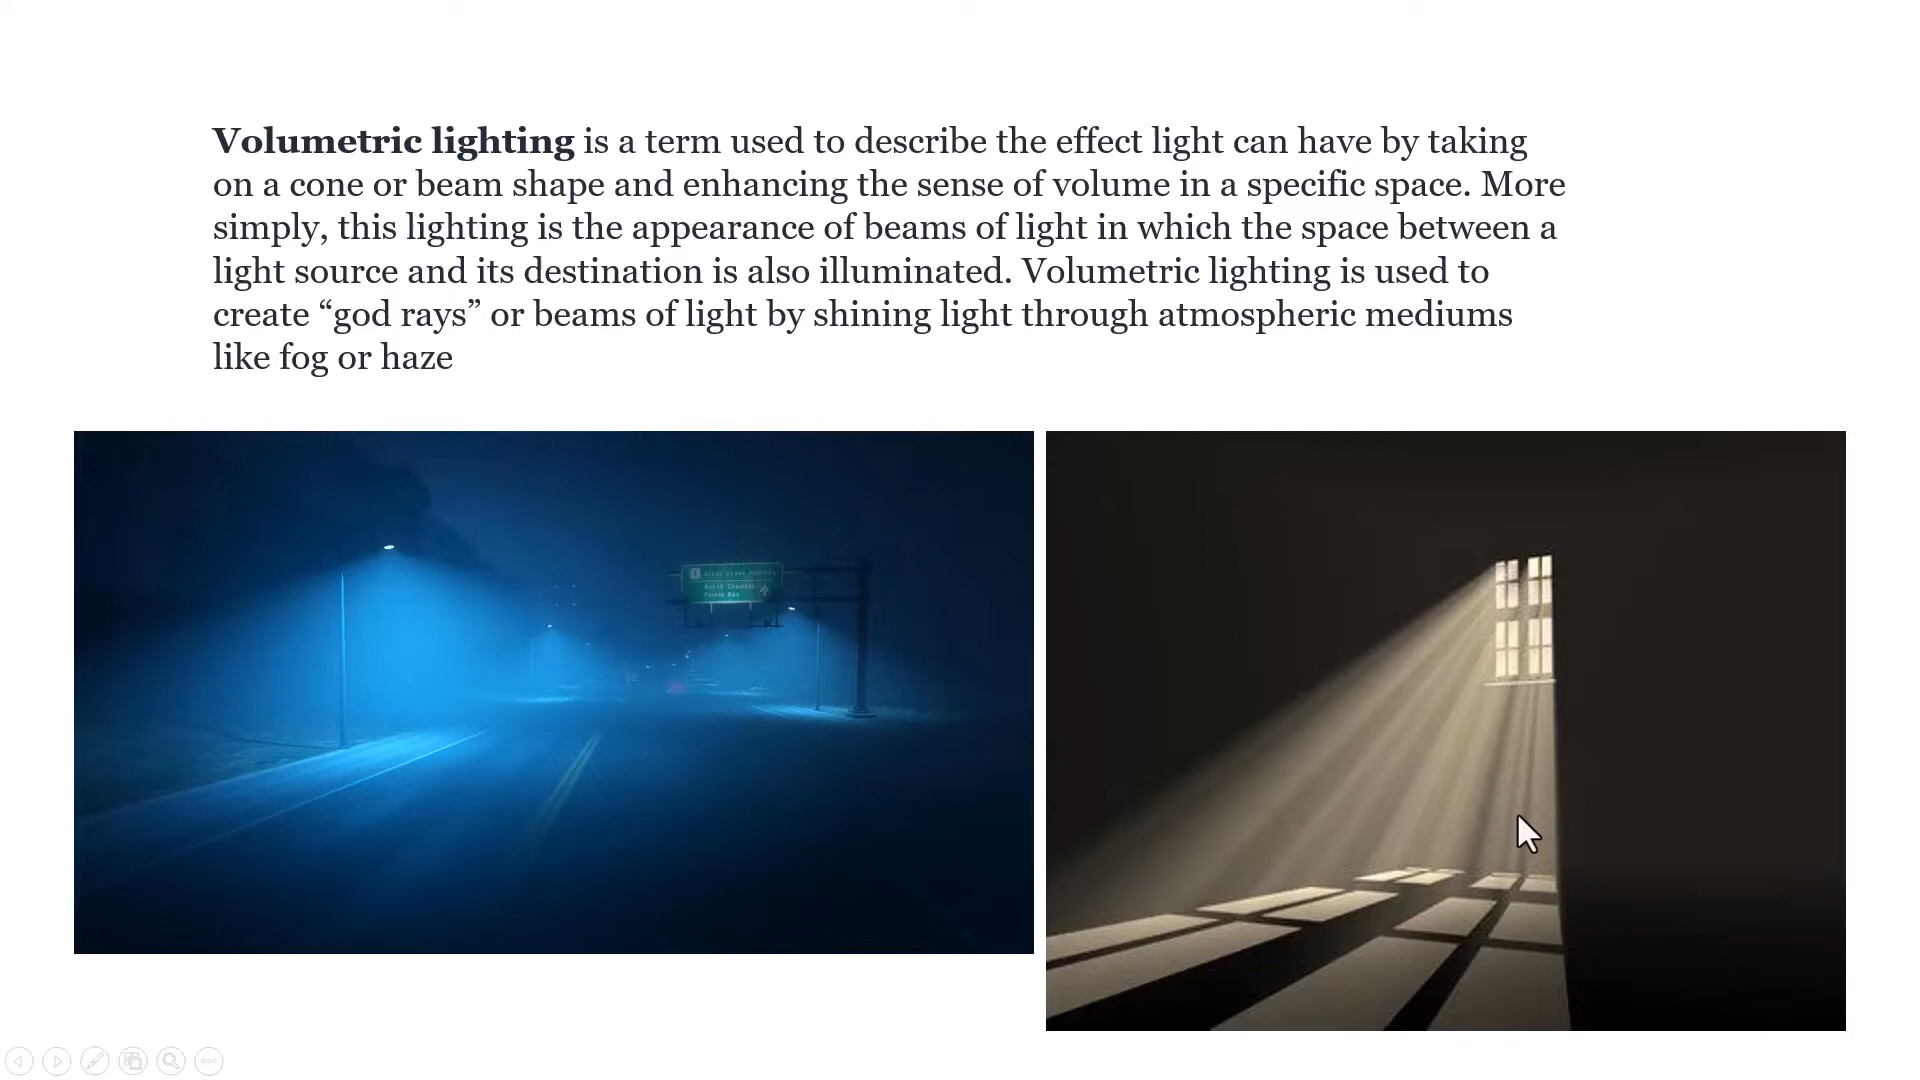 Volumetric lighting is a term used to describe the effect light can have by taking
on a cone or beam shape and enhancing the sense of volume in a specific space. More
simply, this lighting is the appearance of beams of light in which the space between a
light source and its destination is also illuminated. Volumetric lighting is used to
create “god rays” or beams of light by shining light through atmospheric mediums
like fog or haze